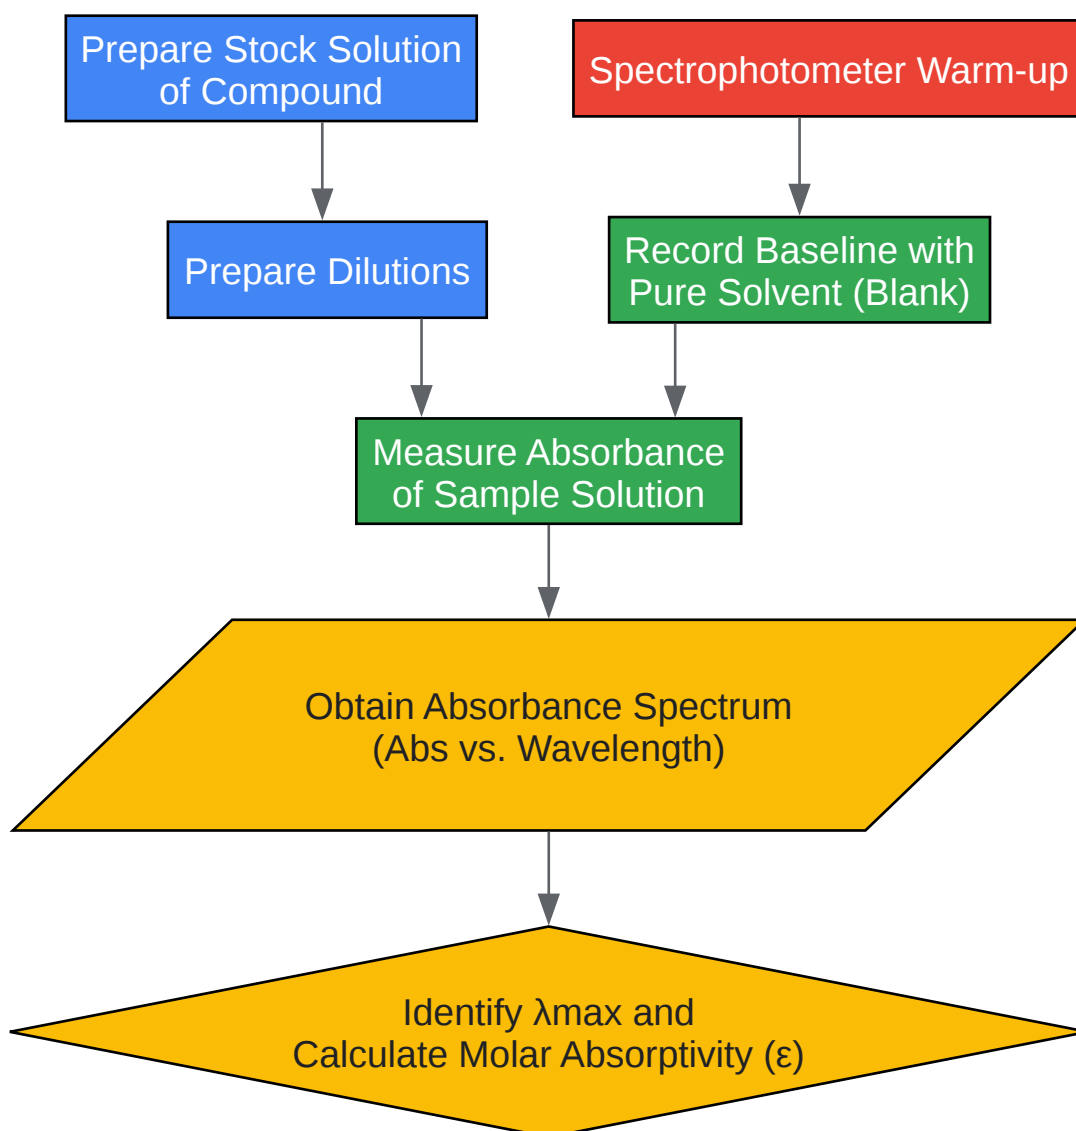 Prepare Stock Solution
of Compound
Spectrophotometer Warm-up
Prepare Dilutions
Record Baseline with
Pure Solvent (Blank)
Measure Absorbance
of Sample Solution
Obtain Absorbance Spectrum
(Abs vs. Wavelength)
Identify λmax and
Calculate Molar Absorptivity (ε)